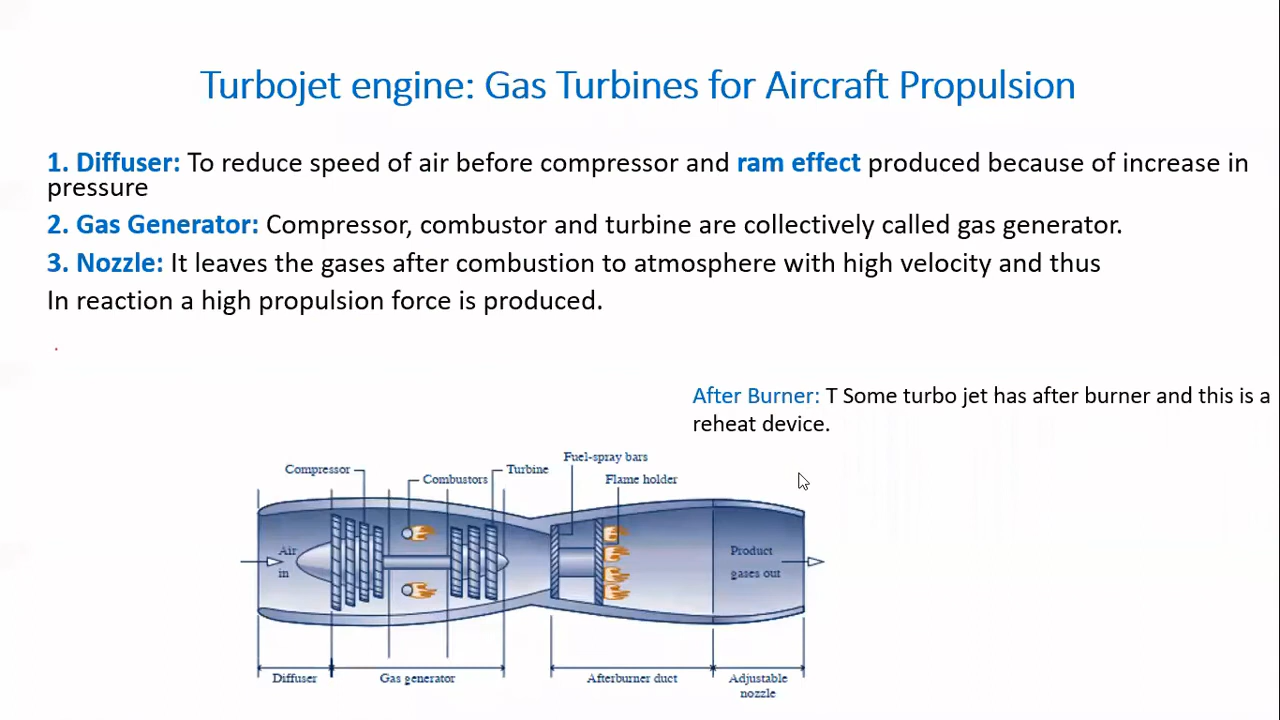 Turbojet engine: Gas Turbines for Aircraft Propulsion
1. Diffuser: To reduce speed of air before compressor and ram effect produced because of increase in
pressure
2. Gas Generator: Compressor, combustor and turbine are collectively called gas generator.
3. Nozzle: It leaves the gases after combustion to atmosphere with high velocity and thus
In reaction a high propulsion force is produced.
After Burner: T Some turbo jet has after burner and this is a
reheat device.
Fuel-spray bars
Compressor
Turbine
Combustors
Flame holder
Air
in
Product
gases out
Diffuser
Gas generator
Afterburner duct
Adjustable
nozzle